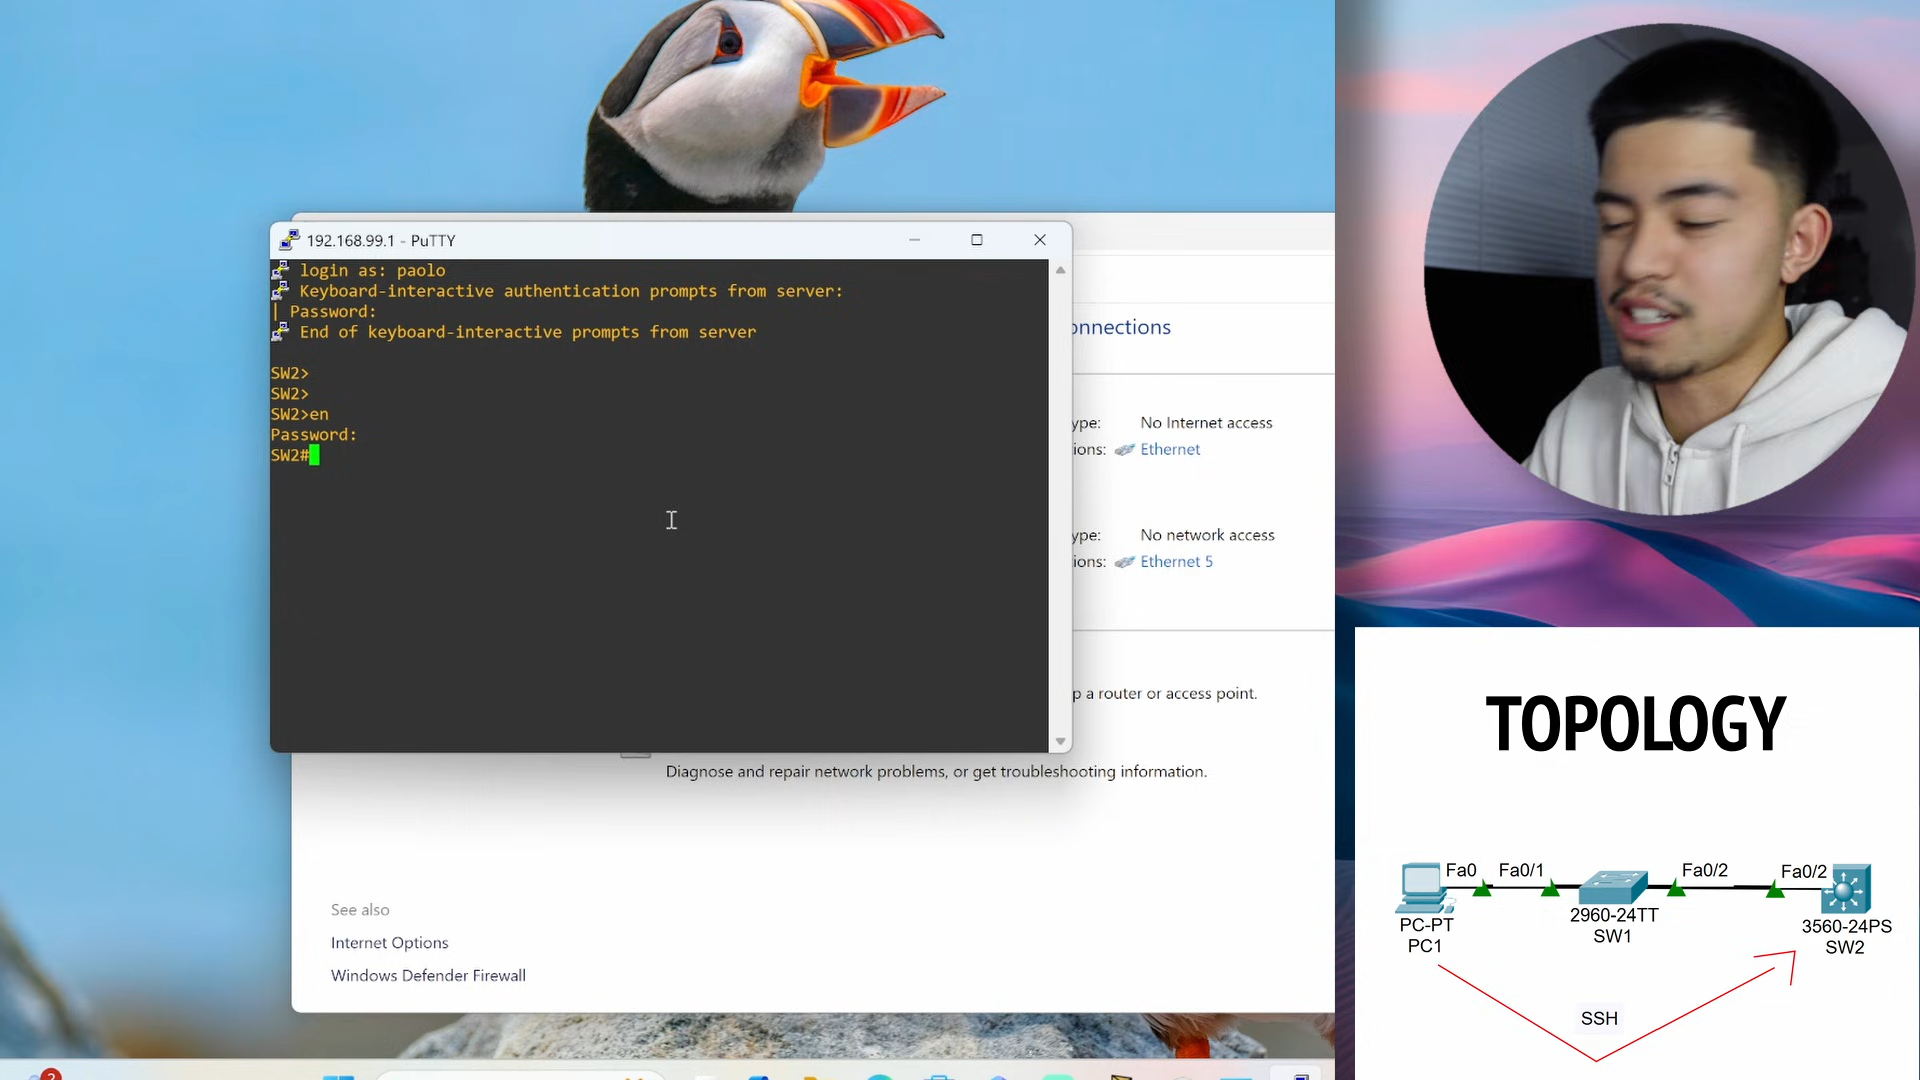 192.168.99.1 - PuTTY
login as: paolo
Keyboard-interactive authentication prompts from server:
| Password:
End of keyboard-interactive prompts from server
SW2>
SW2>
SW2>en
Password:
SW2#
onnections
ype: No Internet access
ions: Ethernet
ype: No network access
ions: Ethernet 5
p a router or access point.
Diagnose and repair network problems, or get troubleshooting information.
See also
Internet Options
Windows Defender Firewall
2
TOPOLOGY
Fa0 Fa0/1 Fa0/2 Fa0/2
PC-PT
PC1
2960-24TT
SW1
3560-24PS
SW2
SSH